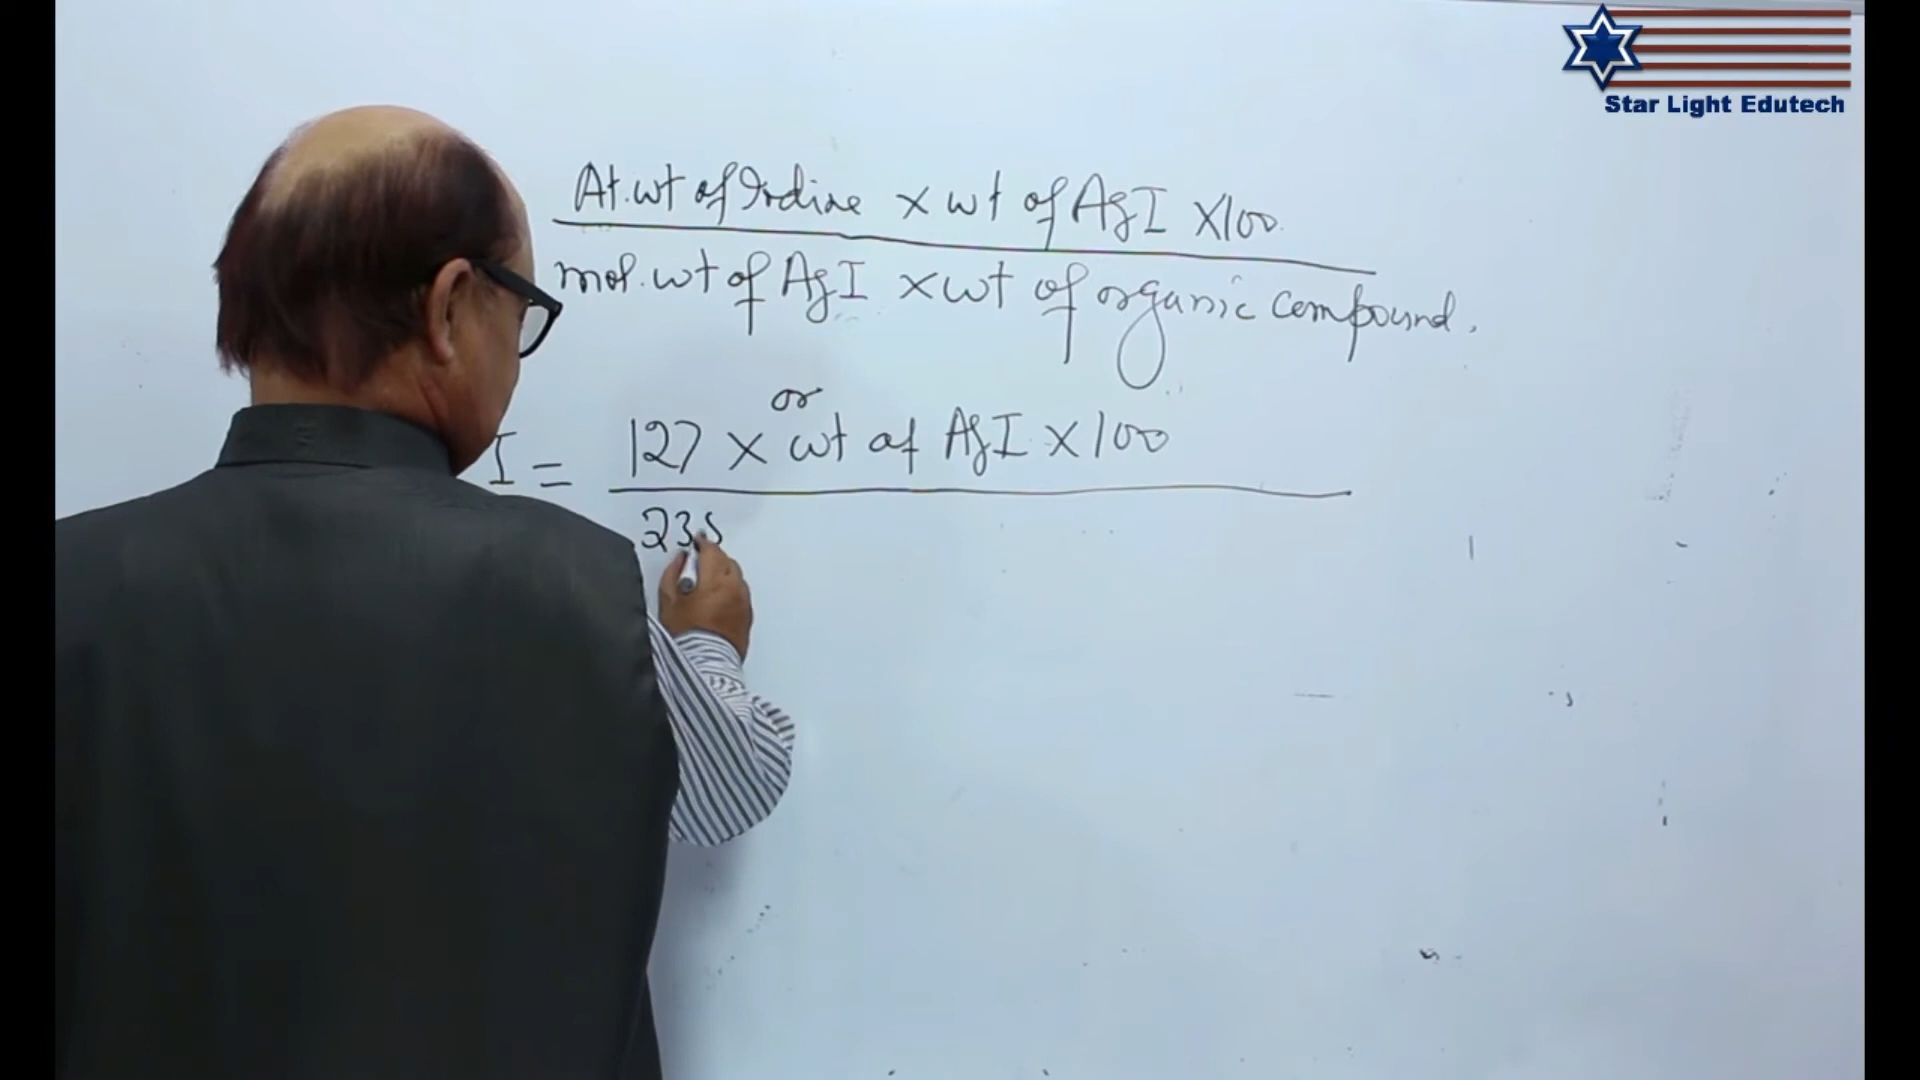 Star Light Edutech
At.wt of Iodine × wt of AgI ×100
mol.wt of AgI × wt of organic compound.
or
I = 127 × wt of AgI × 100
235